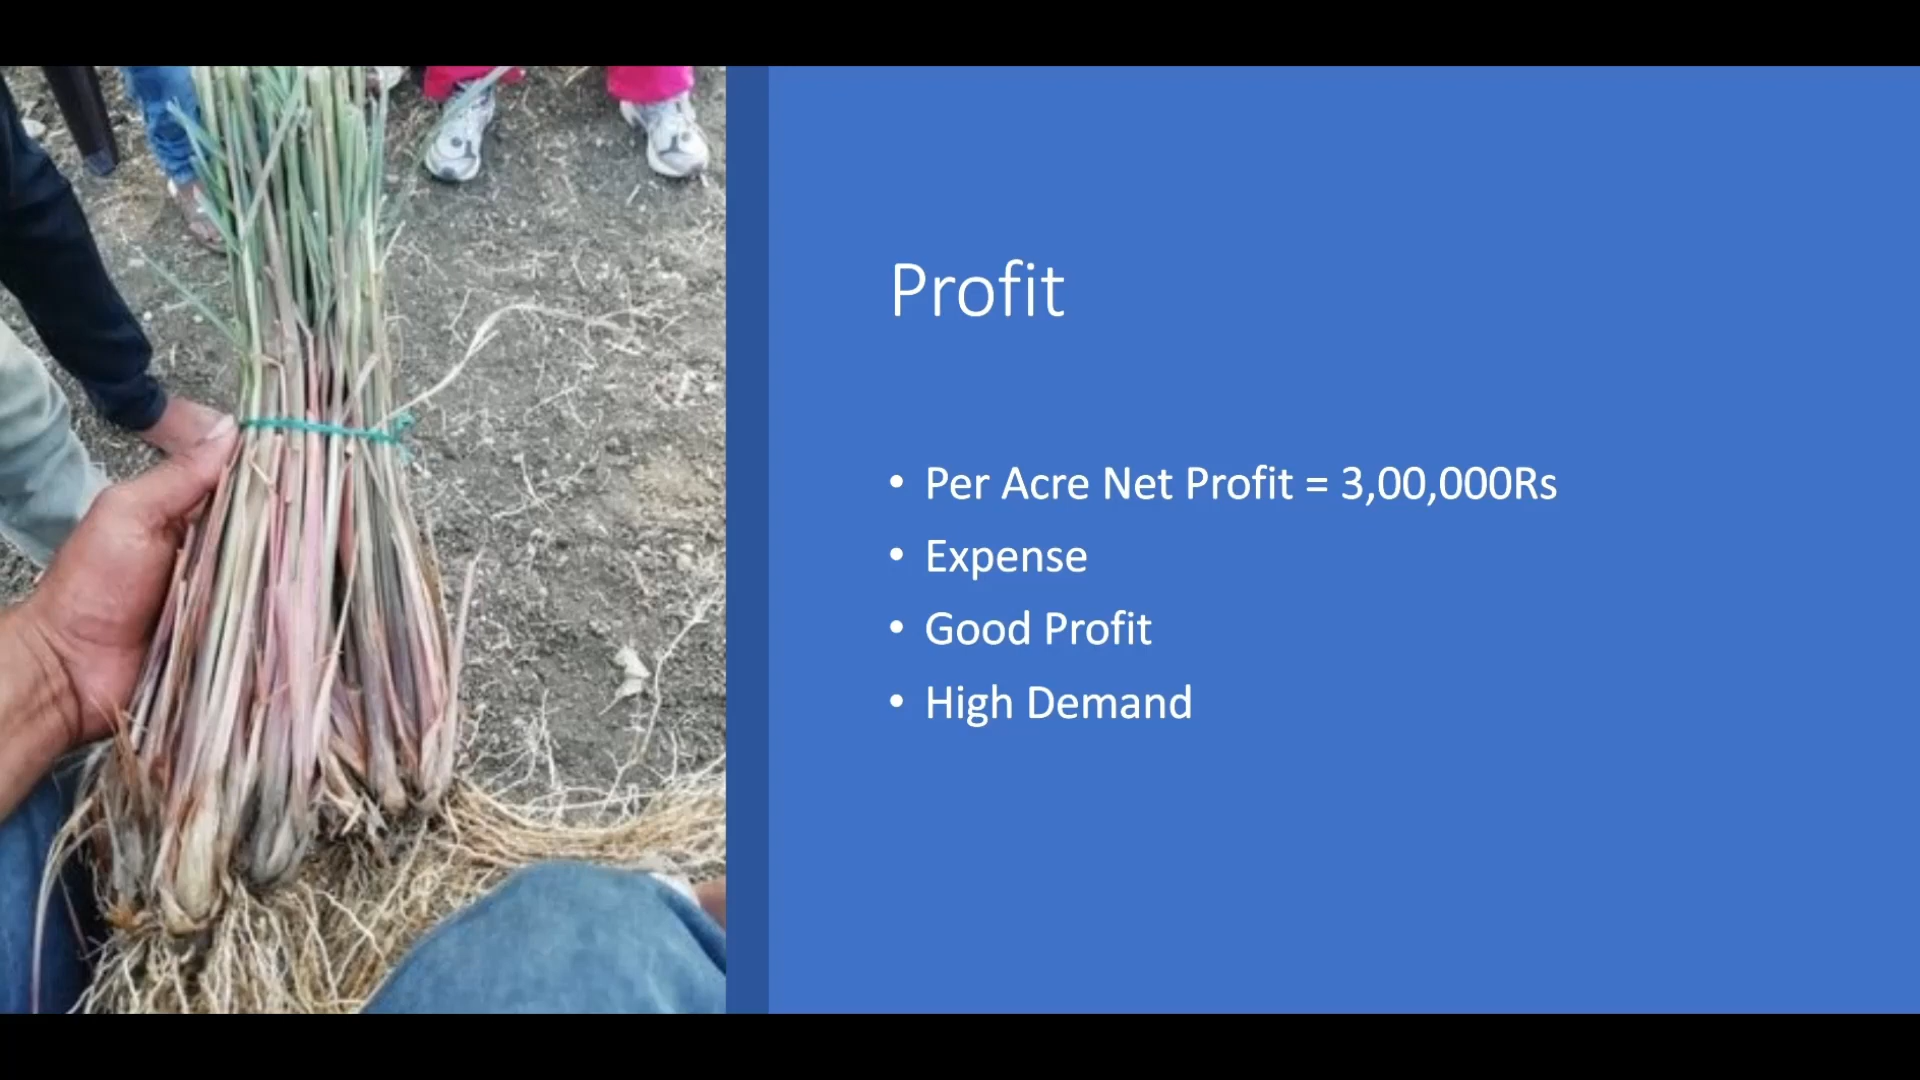 Profit
• Per Acre Net Profit = 3,00,000Rs
• Expense
• Good Profit
• High Demand